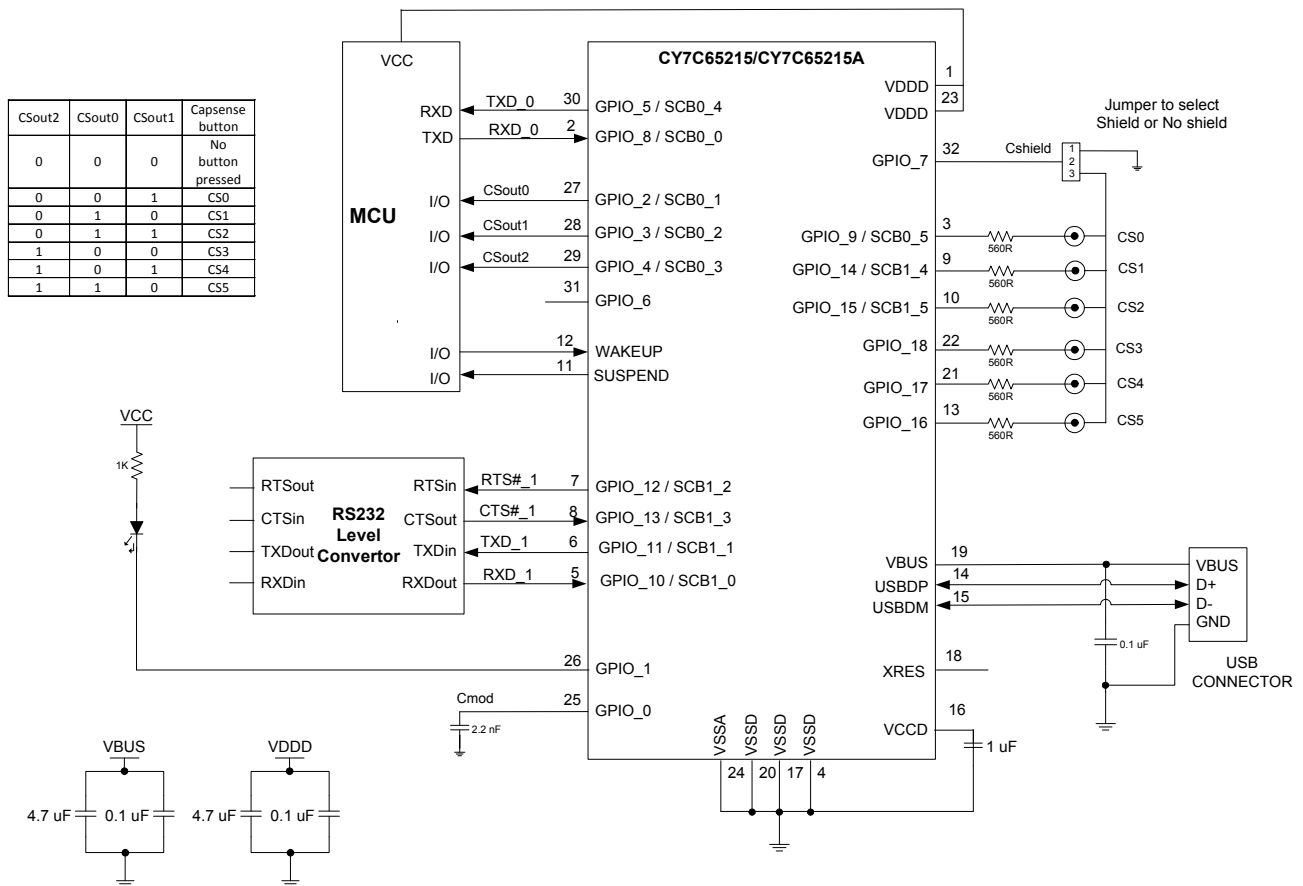 CY7C65215/CY7C65215A
VCC
MCU
RXD
TXD
I/O
I/O
I/O
I/O
I/O
TXD_0
RXD_0
CSout0
CSout1
CSout2
30
2
27
28
29
31
12
11
GPIO_5 / SCB0_4
GPIO_8 / SCB0_0
GPIO_2 / SCB0_1
GPIO_3 / SCB0_2
GPIO_4 / SCB0_3
GPIO_6
WAKEUP
SUSPEND
CSout2 CSout0 CSout1 Capsense
button
0 0 0 No
button
pressed
0 0 1 CS0
0 1 0 CS1
0 1 1 CS2
1 0 0 CS3
1 0 1 CS4
1 1 0 CS5
VDDD
1
VDDD
23
Jumper to select
Shield or No shield
GPIO_7
32
Cshield
1
2
3
GPIO_9 / SCB0_5
3
560R
CS0
GPIO_14 / SCB1_4
9
560R
CS1
GPIO_15 / SCB1_5
10
560R
CS2
GPIO_18
22
560R
CS3
GPIO_17
21
560R
CS4
GPIO_16
13
560R
CS5
VCC
1K
RTSout
CTSin
TXDout
RXDin
RS232
Level
Convertor
RTSin
CTSout
TXDin
RXDout
RTS#_1
CTS#_1
TXD_1
RXD_1
7
8
6
5
GPIO_12 / SCB1_2
GPIO_13 / SCB1_3
GPIO_11 / SCB1_1
GPIO_10 / SCB1_0
26
GPIO_1
Cmod
25
GPIO_0
2.2 nF
VBUS
19
USBDP
14
USBDM
15
VBUS
D+
D-
GND
0.1 uF
USB
CONNECTOR
XRES
18
VCCD
16
1 uF
VSSA
VSSD
VSSD
VSSD
24
20
17
4
VBUS
4.7 uF
0.1 uF
VDDD
4.7 uF
0.1 uF